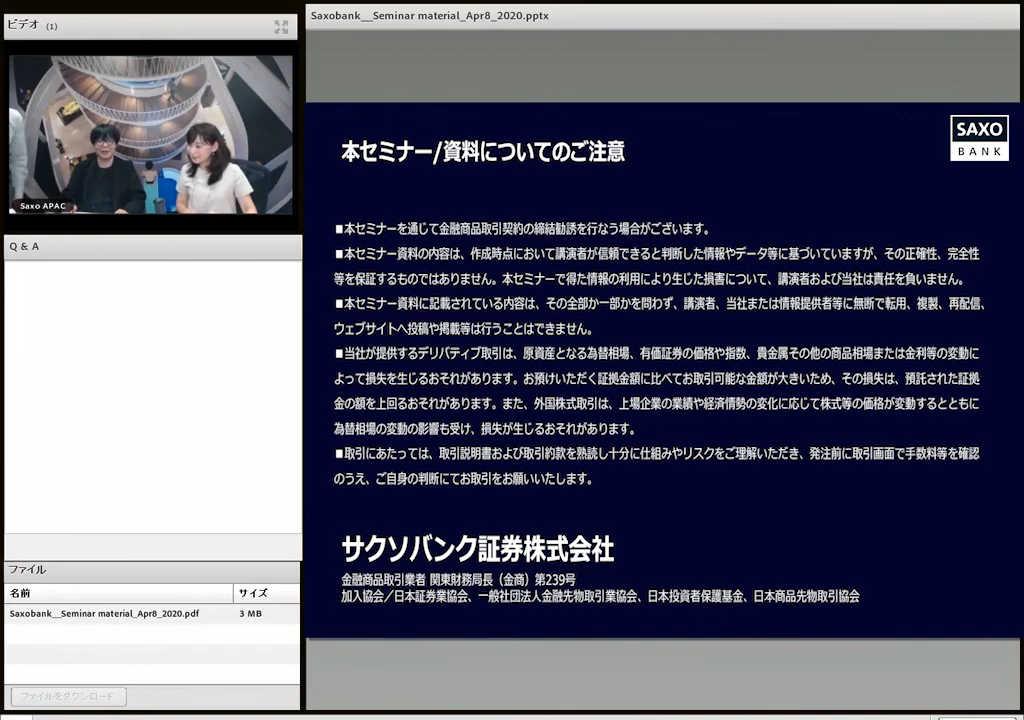 ビデオ (1)
Saxo APAC
Q & A
ファイル
名前 サイズ
Saxobank__Seminar material_Apr8_2020.pdf 3 MB
ファイルをダウンロード
Saxobank__Seminar material_Apr8_2020.pptx
SAXO
BANK
本セミナー/資料についてのご注意
■本セミナーを通じて金融商品取引契約の締結勧誘を行なう場合がございます。
■本セミナー資料の内容は、作成時点において講演者が信頼できると判断した情報やデータ等に基づいていますが、その正確性、完全性
等を保証するものではありません。本セミナーで得た情報の利用により生じた損害について、講演者および当社は責任を負いません。
■本セミナー資料に記載されている内容は、その全部か一部かを問わず、講演者、当社または情報提供者等に無断で転用、複製、再配信、
ウェブサイトへ投稿や掲載等は行うことはできません。
■当社が提供するデリバティブ取引は、原資産となる為替相場、有価証券の価格や指数、貴金属その他の商品相場または金利等の変動に
よって損失を生じるおそれがあります。お預けいただく証拠金額に比べてお取引可能な金額が大きいため、その損失は、預託された証拠
金の額を上回るおそれがあります。また、外国株式取引は、上場企業の業績や経済情勢の変化に応じて株式等の価格が変動するとともに
為替相場の変動の影響も受け、損失が生じるおそれがあります。
■取引にあたっては、取引説明書および取引約款を熟読し十分に仕組みやリスクをご理解いただき、発注前に取引画面で手数料等を確認
のうえ、ご自身の判断にてお取引をお願いいたします。
サクソバンク証券株式会社
金融商品取引業者 関東財務局長（金商）第239号
加入協会／日本証券業協会、一般社団法人金融先物取引業協会、日本投資者保護基金、日本商品先物取引協会